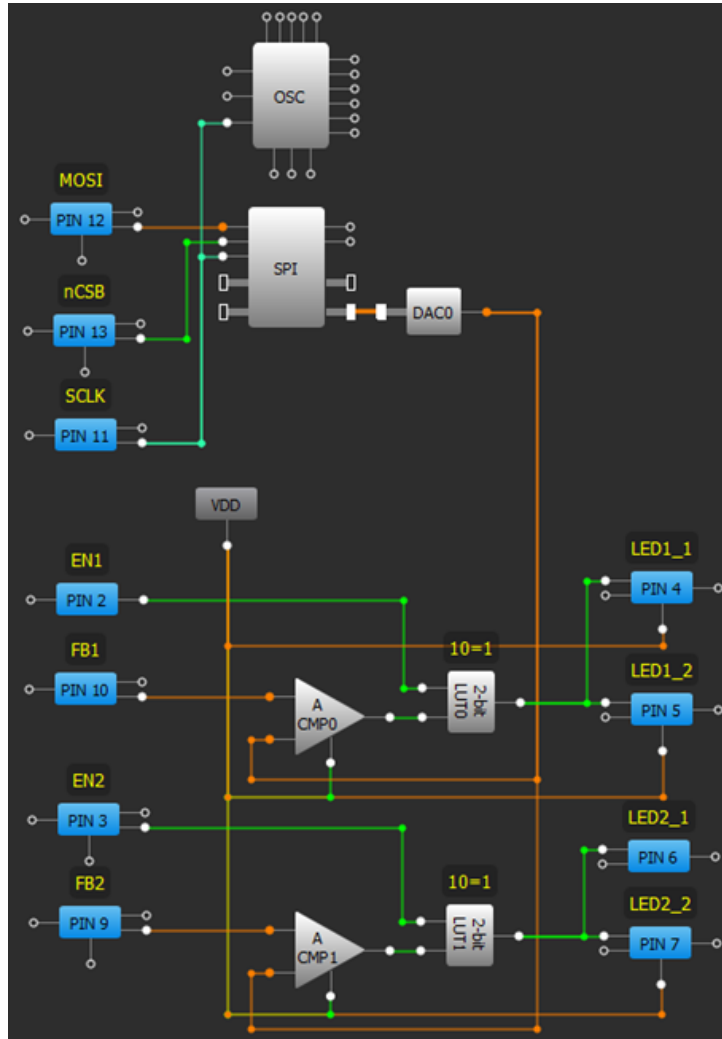 OSC
MOSI
PIN 12
SPI
nCSB
PIN 13
DAC0
SCLK
PIN 11
VDD
EN1
PIN 2
LED1_1
PIN 4
FB1
PIN 10
10=1
2-bit
LUT0
A
CMP0
LED1_2
PIN 5
EN2
PIN 3
LED2_1
PIN 6
FB2
PIN 9
10=1
2-bit
LUT1
A
CMP1
LED2_2
PIN 7